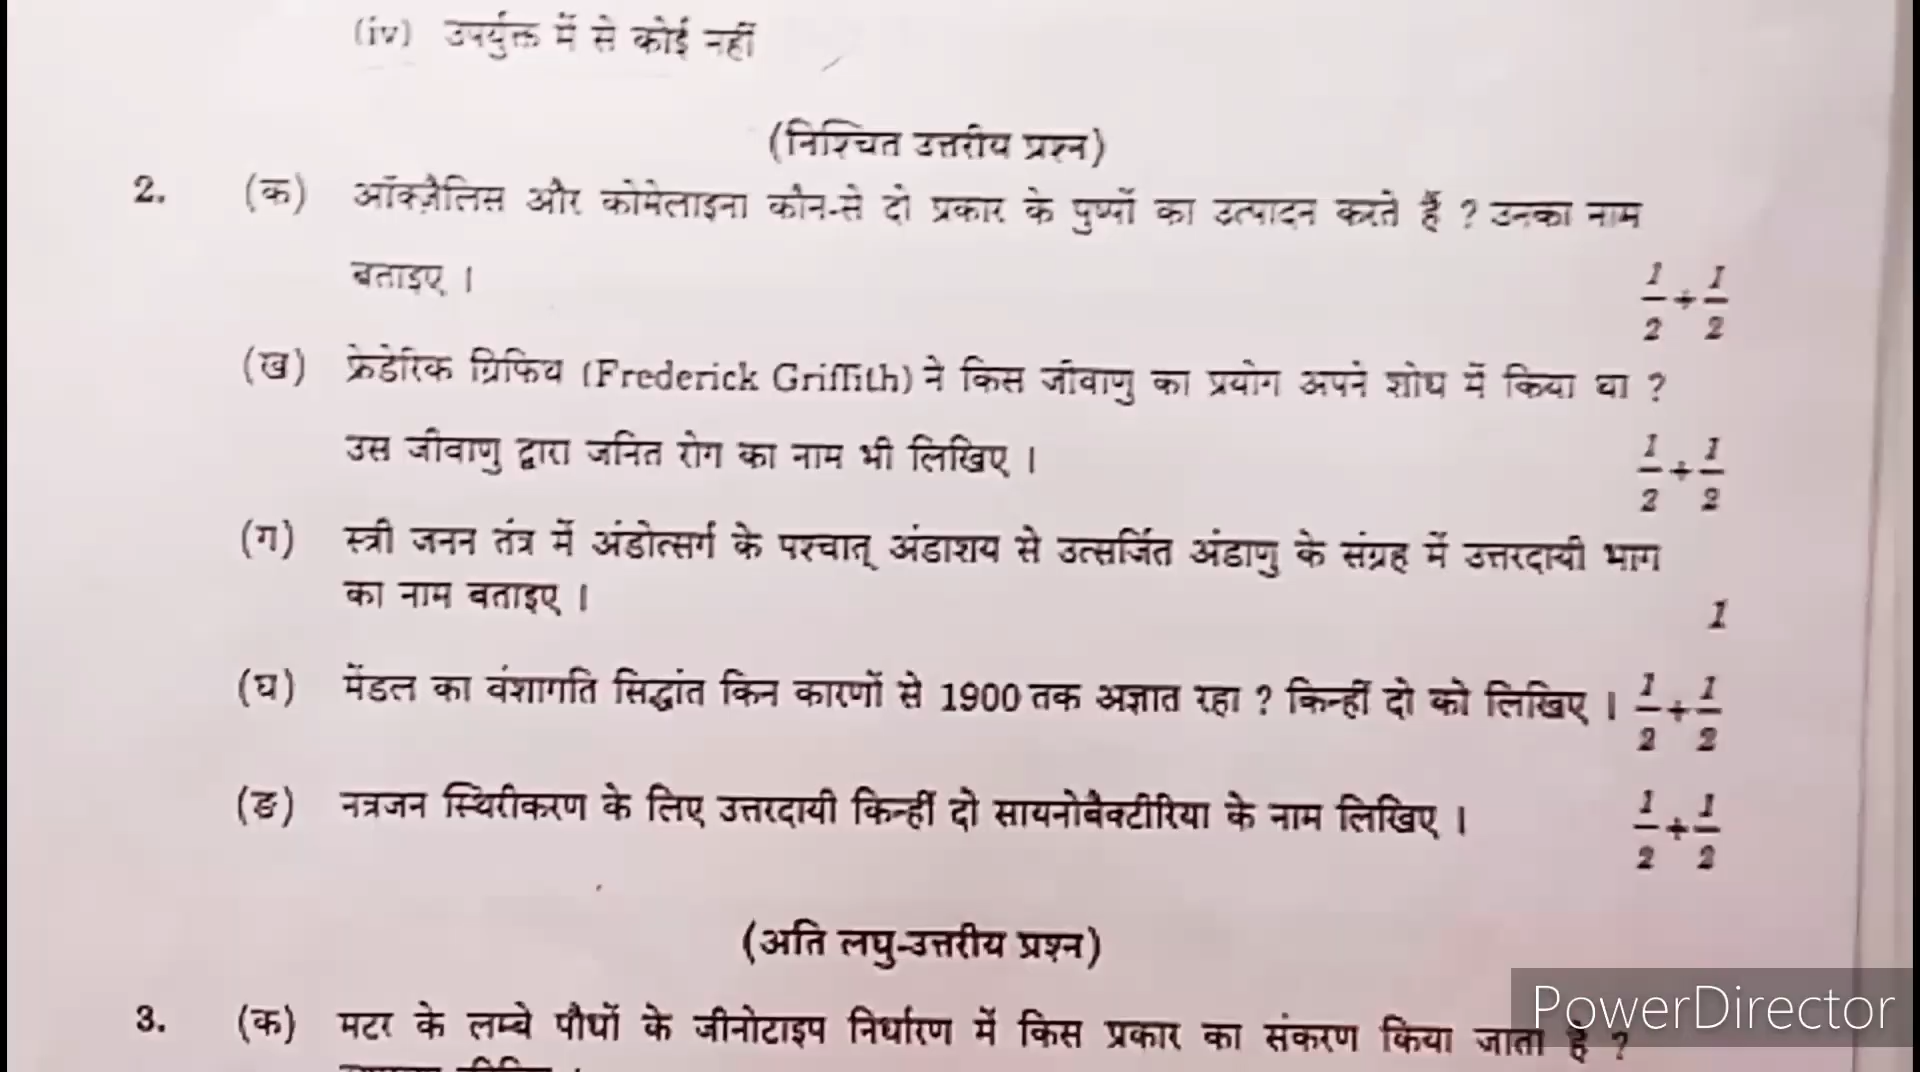 (iv) उपर्युक्त में से कोई नहीं
(निश्चित उत्तरीय प्रश्न)
2. (क) ऑक्ज़ैलिस और कोमेलाइना कौन-से दो प्रकार के पुष्पों का उत्पादन करते हैं ? उनका नाम
बताइए । 1/2 + 1/2
(ख) फ्रेडेरिक ग्रिफिथ (Frederick Griffith) ने किस जीवाणु का प्रयोग अपने शोध में किया था ?
उस जीवाणु द्वारा जनित रोग का नाम भी लिखिए । 1/2 + 1/2
(ग) स्त्री जनन तंत्र में अंडोत्सर्ग के पश्चात् अंडाशय से उत्सर्जित अंडाणु के संग्रह में उत्तरदायी भाग
का नाम बताइए । 1
(घ) मेंडल का वंशागति सिद्धांत किन कारणों से 1900 तक अज्ञात रहा ? किन्हीं दो को लिखिए । 1/2 + 1/2
(ङ) नत्रजन स्थिरीकरण के लिए उत्तरदायी किन्हीं दो सायनोबैक्टीरिया के नाम लिखिए । 1/2 + 1/2
(अति लघु-उत्तरीय प्रश्न)
3. (क) मटर के लम्बे पौधों के जीनोटाइप निर्धारण में किस प्रकार का संकरण किया जाता है ?
PowerDirector